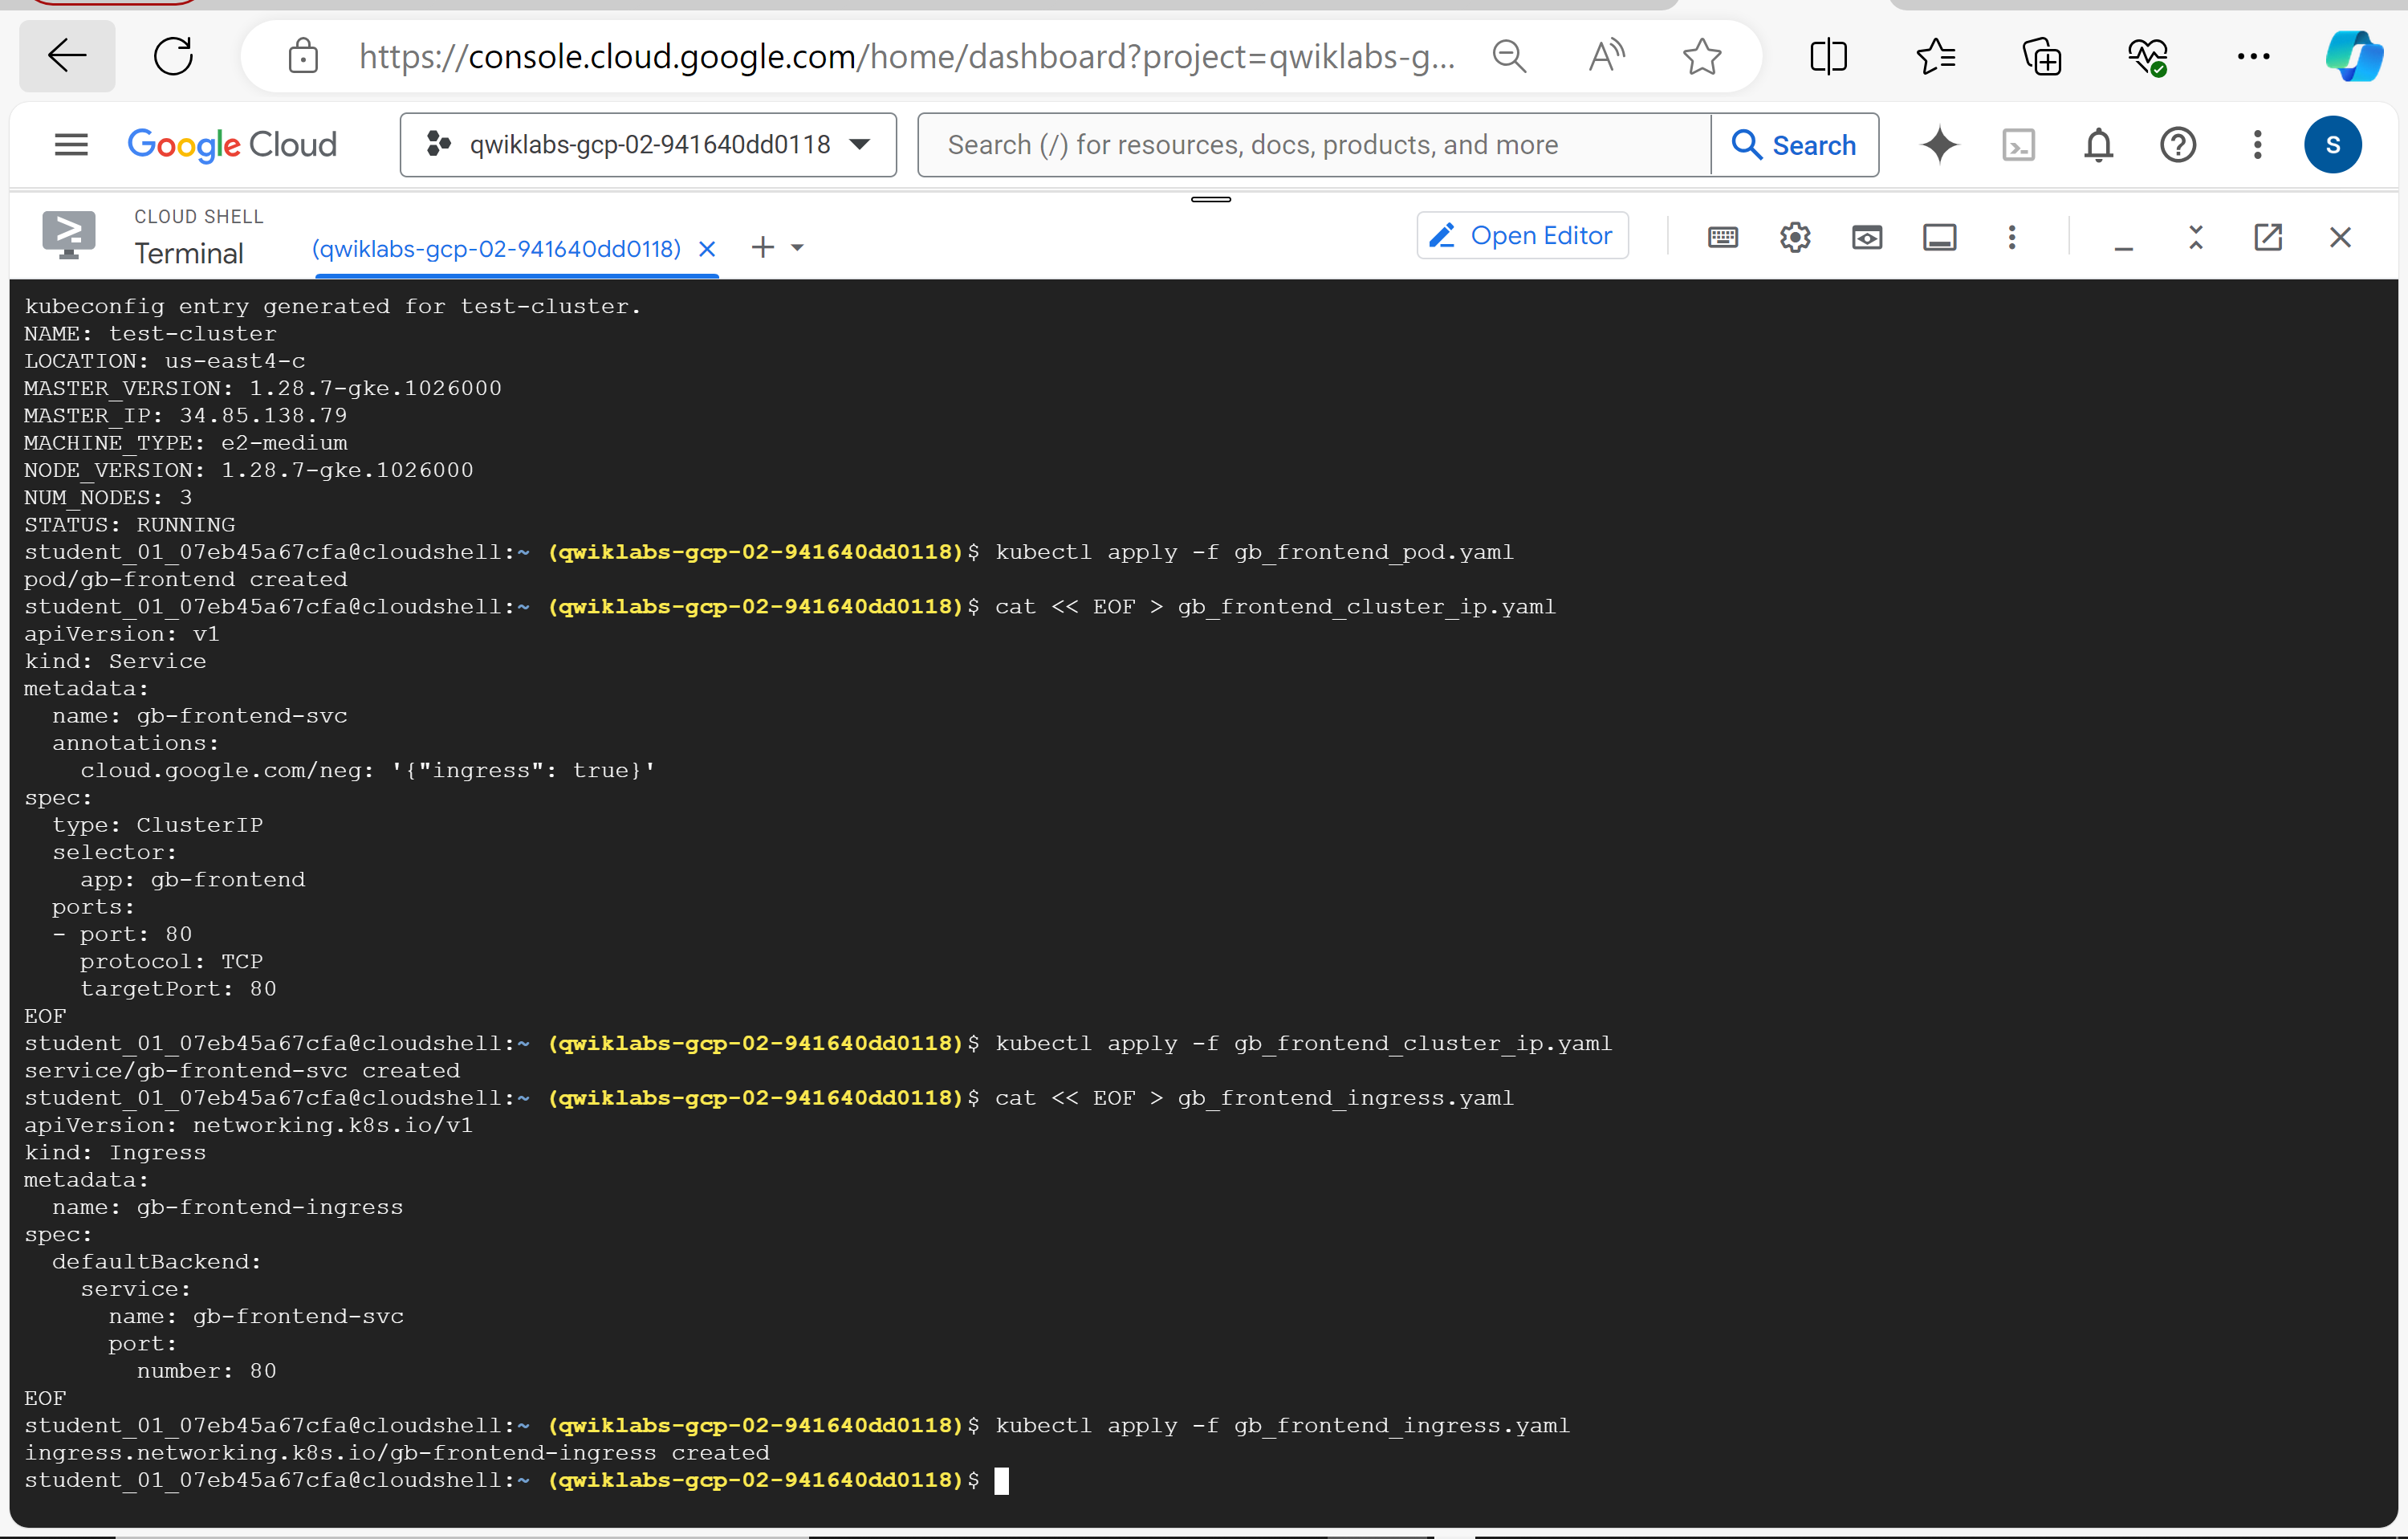 https://console.cloud.google.com/home/dashboard?project=qwiklabs-g...
Google Cloud
qwiklabs-gcp-02-941640dd0118
Search (/) for resources, docs, products, and more
Search
S
CLOUD SHELL
Terminal
(qwiklabs-gcp-02-941640dd0118)
Open Editor
kubeconfig entry generated for test-cluster.
NAME: test-cluster
LOCATION: us-east4-c
MASTER_VERSION: 1.28.7-gke.1026000
MASTER_IP: 34.85.138.79
MACHINE_TYPE: e2-medium
NODE_VERSION: 1.28.7-gke.1026000
NUM_NODES: 3
STATUS: RUNNING
student_01_07eb45a67cfa@cloudshell:~ (qwiklabs-gcp-02-941640dd0118)$ kubectl apply -f gb_frontend_pod.yaml
pod/gb-frontend created
student_01_07eb45a67cfa@cloudshell:~ (qwiklabs-gcp-02-941640dd0118)$ cat << EOF > gb_frontend_cluster_ip.yaml
apiVersion: v1
kind: Service
metadata:
  name: gb-frontend-svc
  annotations:
    cloud.google.com/neg: '{"ingress": true}'
spec:
  type: ClusterIP
  selector:
    app: gb-frontend
  ports:
  - port: 80
    protocol: TCP
    targetPort: 80
EOF
student_01_07eb45a67cfa@cloudshell:~ (qwiklabs-gcp-02-941640dd0118)$ kubectl apply -f gb_frontend_cluster_ip.yaml
service/gb-frontend-svc created
student_01_07eb45a67cfa@cloudshell:~ (qwiklabs-gcp-02-941640dd0118)$ cat << EOF > gb_frontend_ingress.yaml
apiVersion: networking.k8s.io/v1
kind: Ingress
metadata:
  name: gb-frontend-ingress
spec:
  defaultBackend:
    service:
      name: gb-frontend-svc
      port:
        number: 80
EOF
student_01_07eb45a67cfa@cloudshell:~ (qwiklabs-gcp-02-941640dd0118)$ kubectl apply -f gb_frontend_ingress.yaml
ingress.networking.k8s.io/gb-frontend-ingress created
student_01_07eb45a67cfa@cloudshell:~ (qwiklabs-gcp-02-941640dd0118)$